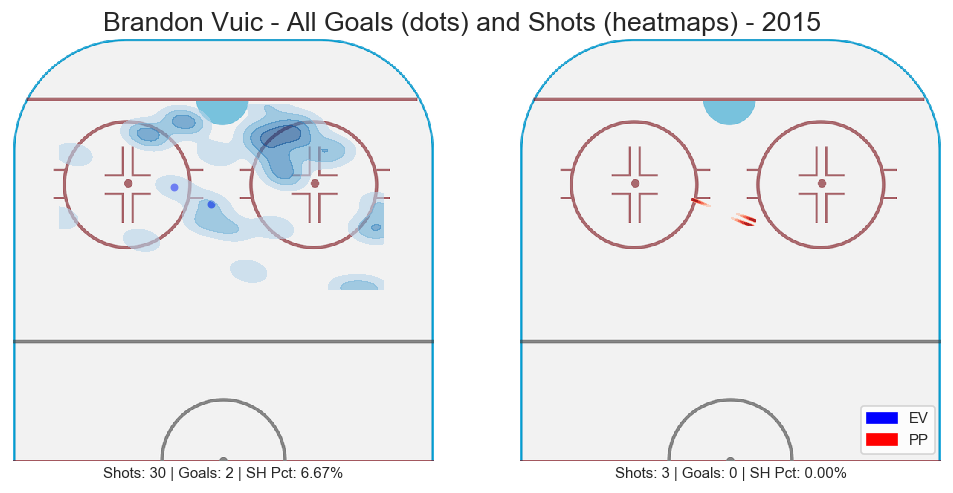 Brandon Vuic - All Goals (dots) and Shots (heatmaps) - 2015
EV
PP
Shots: 30 | Goals: 2 | SH Pct: 6.67%
Shots: 3 | Goals: 0 | SH Pct: 0.00%